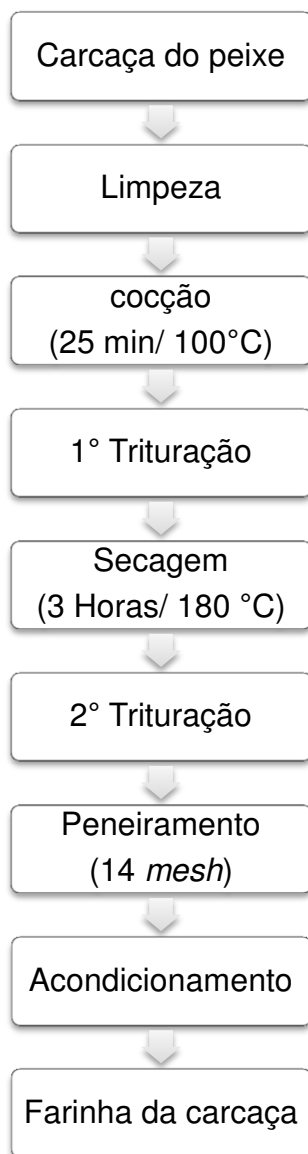 Carcaça do peixe
Limpeza
cocção
(25 min/ 100°C)
1° Trituração
Secagem
(3 Horas/ 180 °C)
2° Trituração
Peneiramento
(14 mesh)
Acondicionamento
Farinha da carcaça